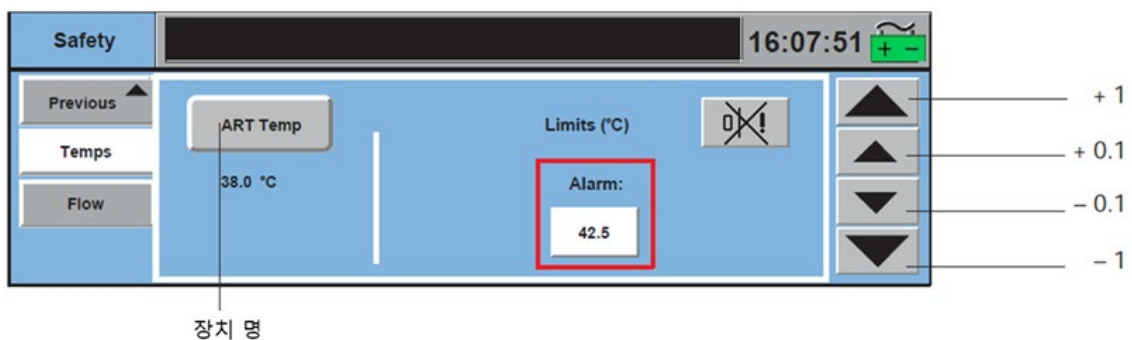 Safety
16:07:51
+ −
Previous
Temps
Flow
ART Temp
38.0 °C
Limits (°C)
Alarm:
42.5
+ 1
+ 0.1
− 0.1
− 1
장치 명